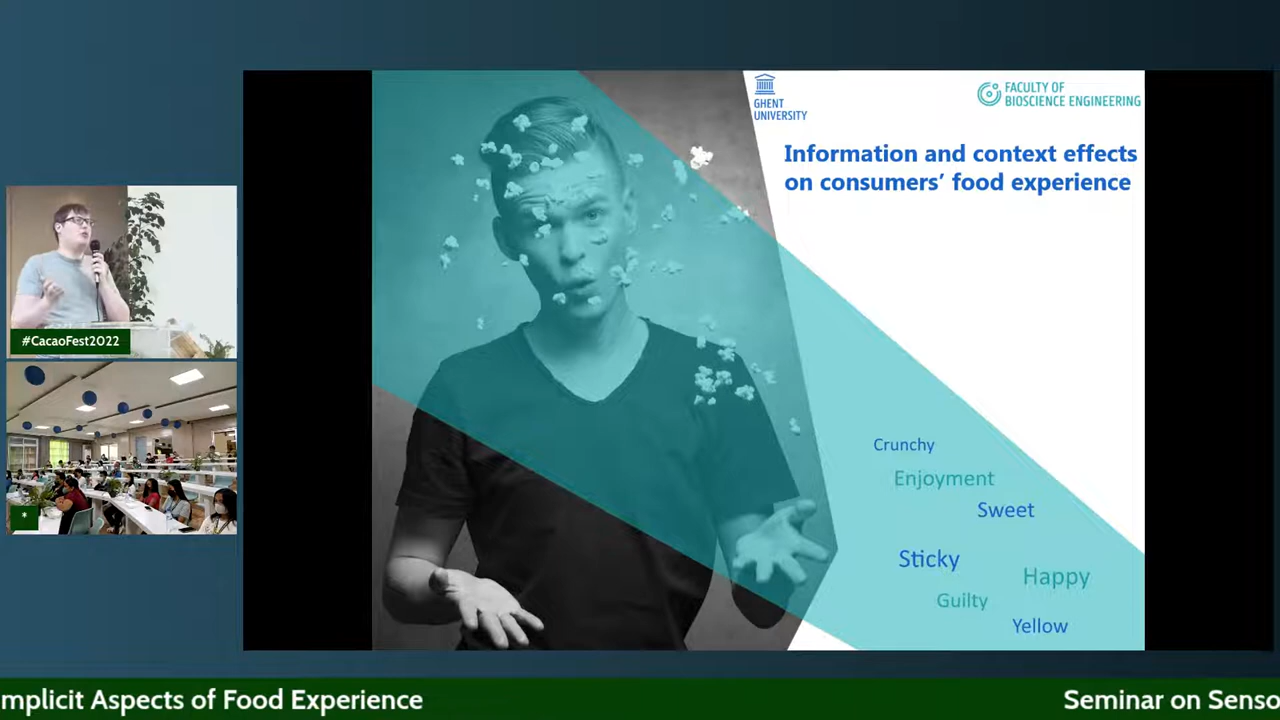 GHENT
UNIVERSITY
FACULTY OF
BIOSCIENCE ENGINEERING
Information and context effects
on consumers’ food experience
Crunchy
Enjoyment
Sweet
Sticky
Happy
Guilty
Yellow
#CacaoFest2022
*
mplicit Aspects of Food Experience
Seminar on Senso